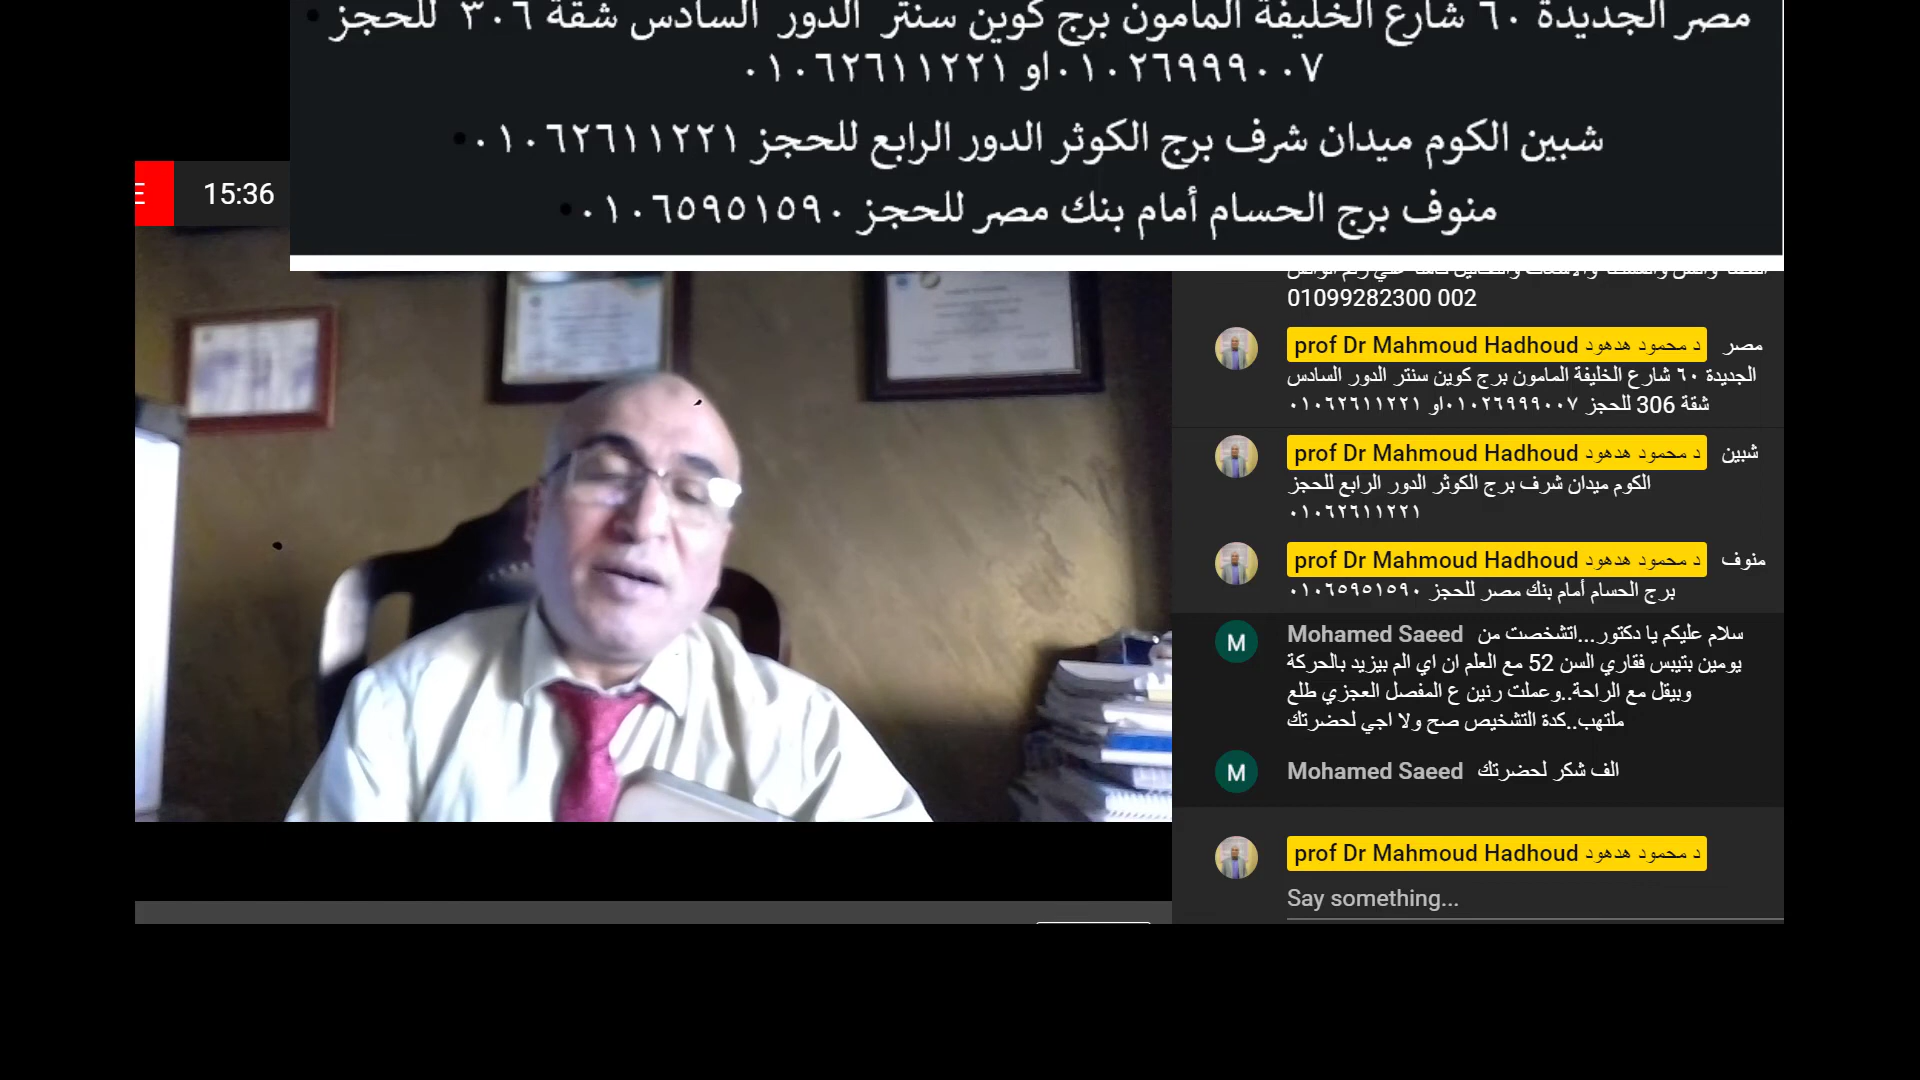 مصر الجديدة ٦٠ شارع الخليفة المامون برج كوين سنتر الدور السادس شقة ٣٠٦ للحجز
٠١٠٢٦٩٩٩٠٠٧او ٠١٠٦٢٦١١٢٢١
شبين الكوم ميدان شرف برج الكوثر الدور الرابع للحجز ٠١٠٦٢٦١١٢٢١
منوف برج الحسام أمام بنك مصر للحجز ٠١٠٦٥٩٥١٥٩٠
15:36
01099282300 002
prof Dr Mahmoud Hadhoud د محمود هدهود مصر
الجديدة ٦٠ شارع الخليفة المامون برج كوين سنتر الدور السادس
شقة 306 للحجز ٠١٠٢٦٩٩٩٠٠٧او ٠١٠٦٢٦١١٢٢١
prof Dr Mahmoud Hadhoud د محمود هدهود شبين
الكوم ميدان شرف برج الكوثر الدور الرابع للحجز
٠١٠٦٢٦١١٢٢١
prof Dr Mahmoud Hadhoud د محمود هدهود منوف
برج الحسام أمام بنك مصر للحجز ٠١٠٦٥٩٥١٥٩٠
M
Mohamed Saeed سلام عليكم يا دكتور...اتشخصت من
يومين بتيبس فقاري السن 52 مع العلم ان اي الم بيزيد بالحركة
وبيقل مع الراحة..وعملت رنين ع المفصل العجزي طلع
ملتهب..كدة التشخيص صح ولا اجي لحضرتك
M
Mohamed Saeed الف شكر لحضرتك
prof Dr Mahmoud Hadhoud د محمود هدهود
Say something...